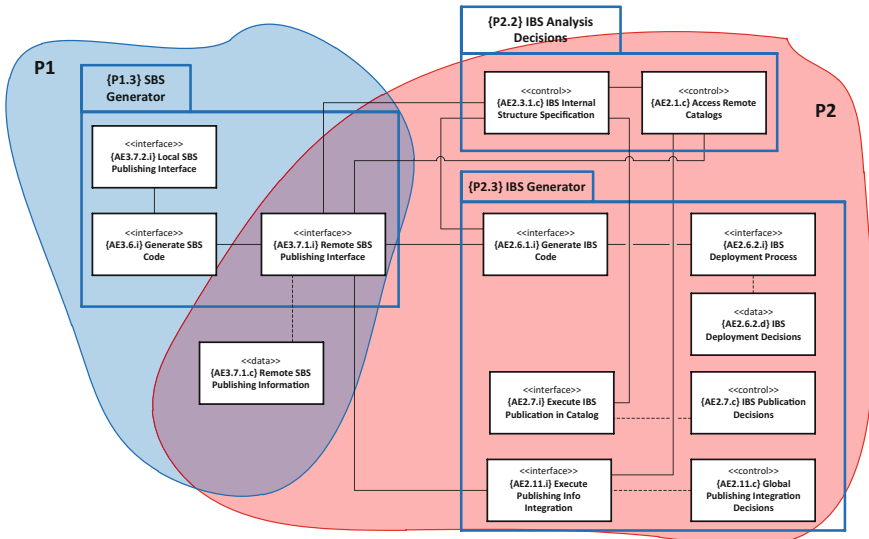 P1
{P1.3} SBS
Generator
<<interface>>
{AE3.7.2.i} Local SBS
Publishing Interface
<<interface>>
{AE3.6.i} Generate SBS
Code
<<interface>>
{AE3.7.1.i} Remote SBS
Publishing Interface
<<data>>
{AE3.7.1.c} Remote SBS
Publishing Information
{P2.2} IBS Analysis
Decisions
<<control>>
{AE2.3.1.c} IBS Internal
Structure Specification
<<control>>
{AE2.1.c} Access Remote
Catalogs
P2
{P2.3} IBS Generator
<<interface>>
{AE2.6.1.i} Generate IBS
Code
<<interface>>
{AE2.6.2.i} IBS
Deployment Process
<<data>>
{AE2.6.2.d} IBS
Deployment Decisions
<<interface>>
{AE2.7.i} Execute IBS
Publication in Catalog
<<control>>
{AE2.7.c} IBS Publication
Decisions
<<interface>>
{AE2.11.i} Execute
Publishing Info
Integration
<<control>>
{AE2.11.c} Global
Publishing Integration
Decisions